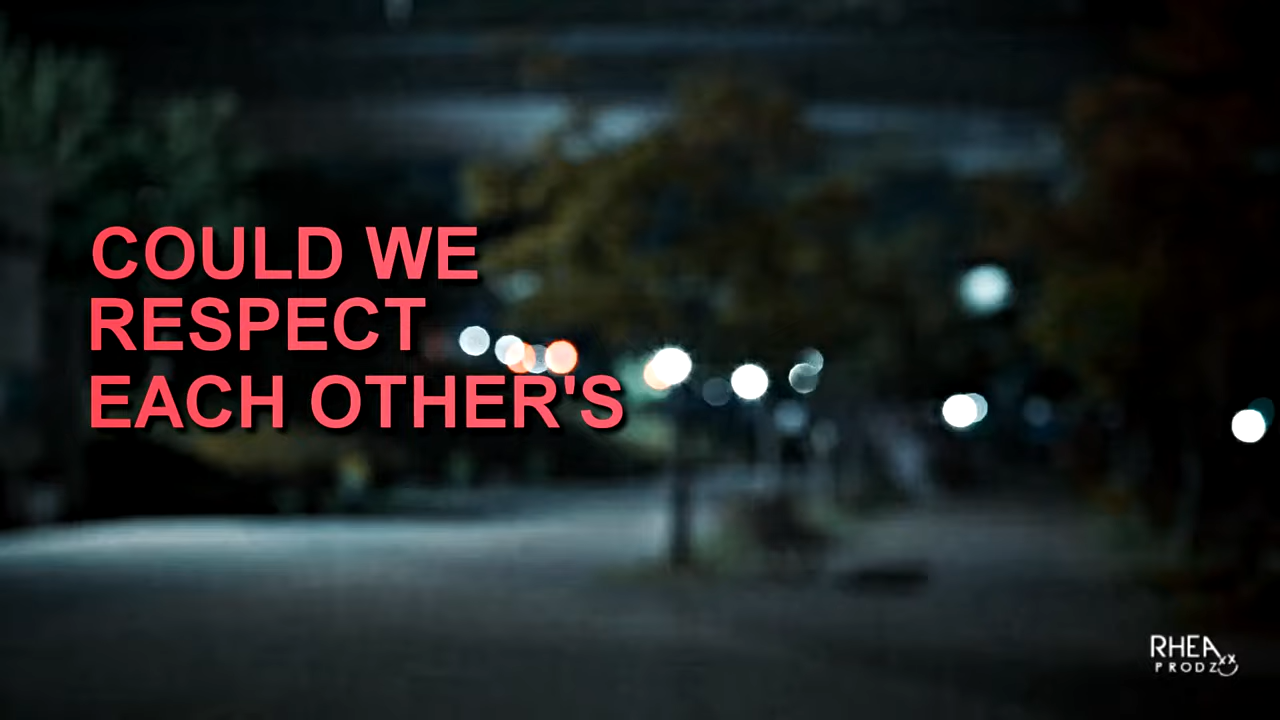 COULD WE
RESPECT
EACH OTHER'S
RHEA
PRODZ